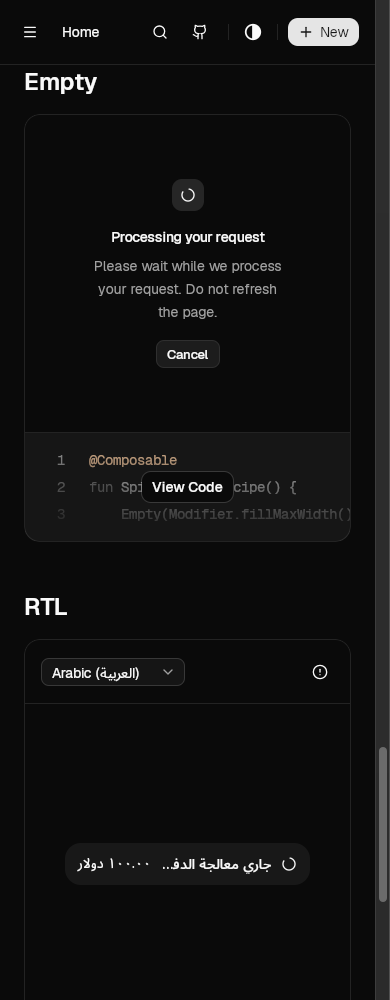 Home
New
Empty
Processing your request
Please wait while we process
your request. Do not refresh
the page.
Cancel
1 @Composable
2 fun Spi
cipe() {
View Code
3 Empty(Modifier.fillMaxWidth()
RTL
Arabic (العربية)
جاري معالجة الدف... ١٠٠.٠٠ دولار